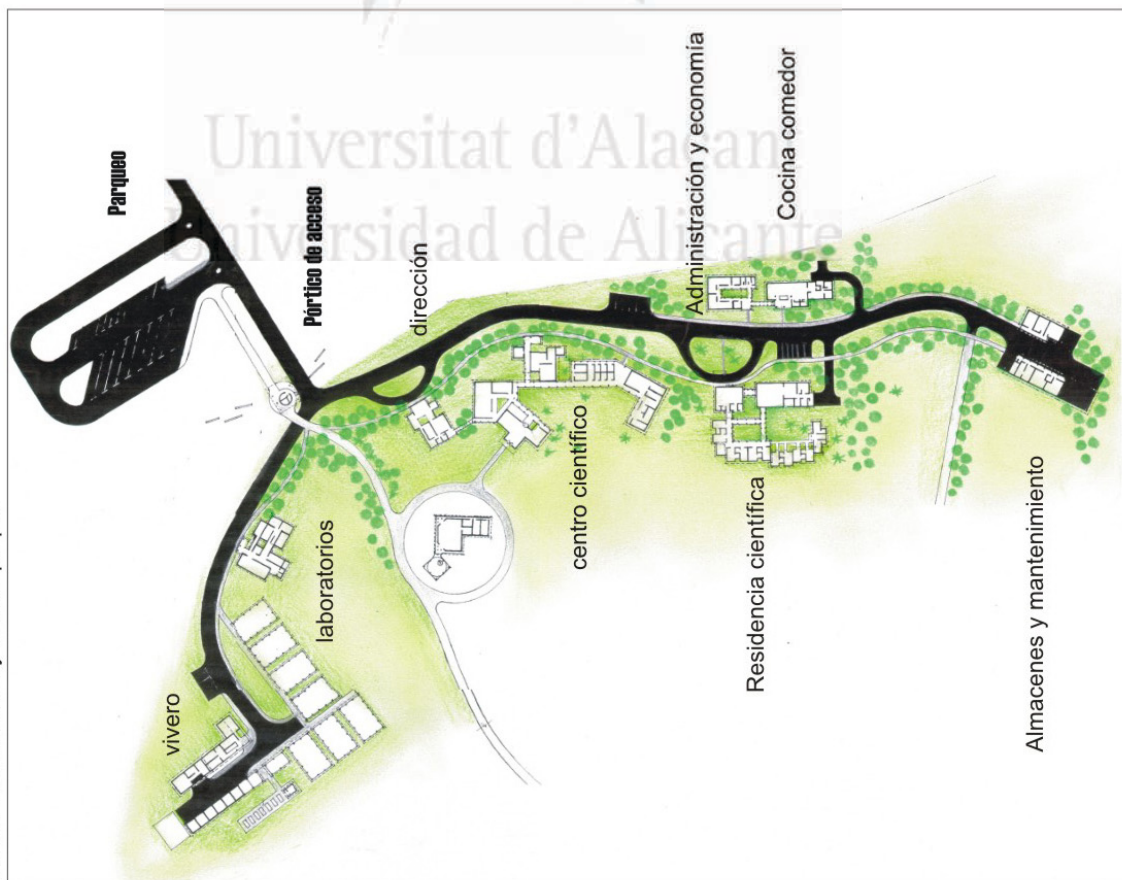 Universitat d'Alacant
Universidad de Alicante
Parqueo
Pórtico de acceso
dirección
Administración y economía
Cocina comedor
vivero
laboratorios
centro científico
Residencia científica
Almacenes y mantenimiento